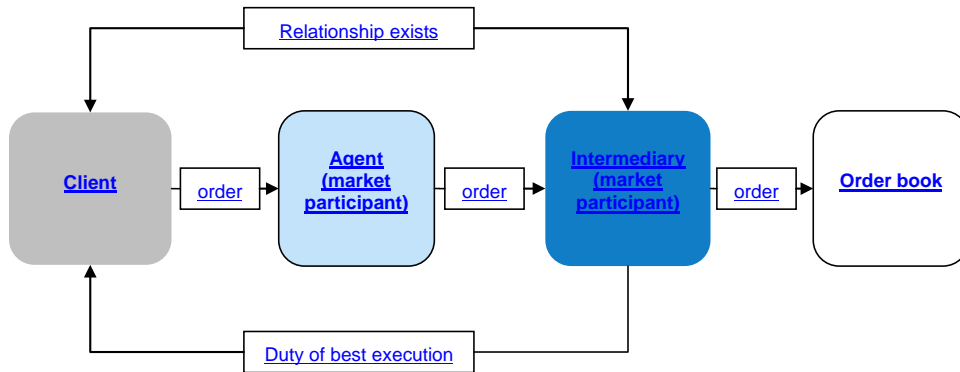 Relationship exists
Client
order
Agent
(market
participant)
order
Intermediary
(market
participant)
order
Order book
Duty of best execution